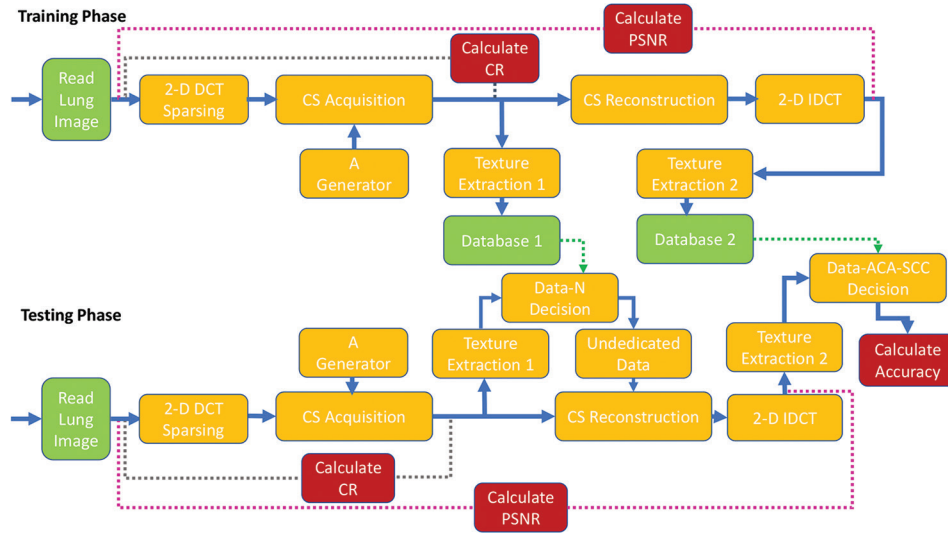 Training Phase
Calculate
PSNR
Calculate
CR
Read
Lung
Image
2-D DCT
Sparsing
CS Acquisition
CS Reconstruction
2-D IDCT
A
Generator
Texture
Extraction 1
Texture
Extraction 2
Database 1
Database 2
Data-N
Decision
Data-ACA-SCC
Decision
Testing Phase
A
Generator
Texture
Extraction 1
Undedicated
Data
Texture
Extraction 2
Calculate
Accuracy
Read
Lung
Image
2-D DCT
Sparsing
CS Acquisition
CS Reconstruction
2-D IDCT
Calculate
CR
Calculate
PSNR